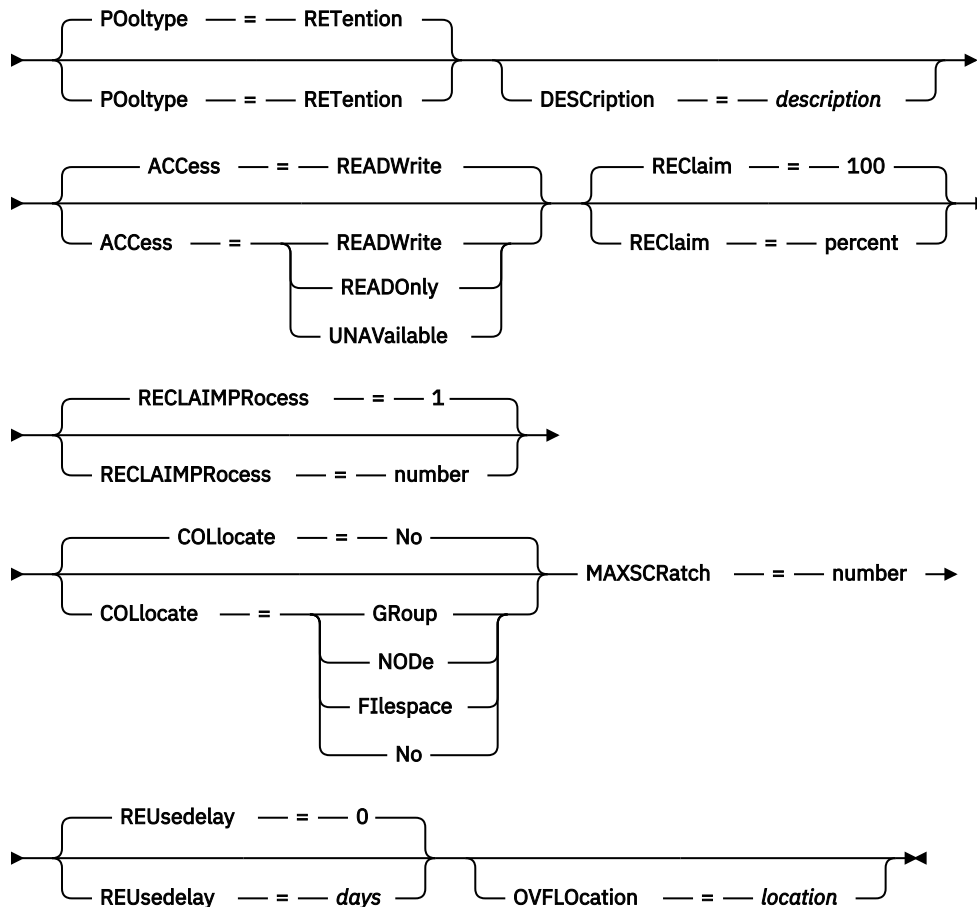 POoltype = RETention
POoltype = RETention
DESCription = description
ACCess = READWrite
REClaim = 100
ACCess = READWrite
REClaim = percent
READOnly
UNAVailable
RECLAIMPRocess = 1
RECLAIMPRocess = number
COLlocate = No
MAXSCRatch = number
COLlocate = GRoup
NODe
FIlespace
No
REUsedelay = 0
REUsedelay = days
OVFLOcation = location